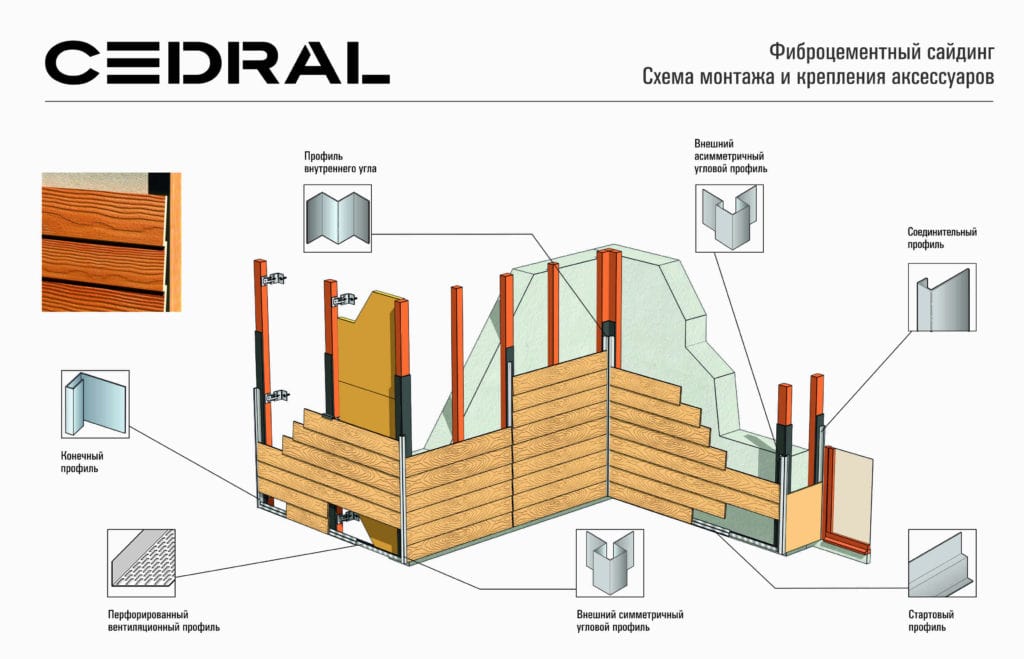 CEDRAL
Фиброцементный сайдинг
Схема монтажа и крепления аксессуаров
Профиль
внутреннего угла
Внешний
асимметричный
угловой профиль
Соединительный
профиль
Конечный
профиль
Перфорированный
вентиляционный профиль
Внешний симметричный
угловой профиль
Стартовый
профиль